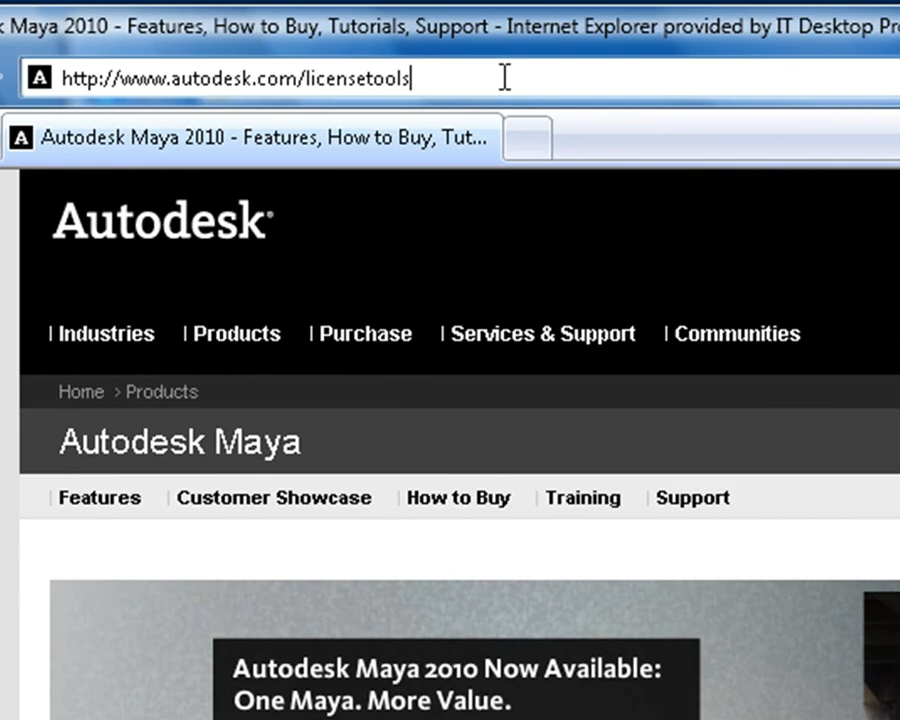 Maya 2010 - Features, How to Buy, Tutorials, Support - Internet Explorer provided by IT Desktop
http://www.autodesk.com/licensetools
Autodesk Maya 2010 - Features, How to Buy, Tut...
Autodesk®
Industries | Products | Purchase | Services & Support | Communities
Home > Products
Autodesk Maya
Features | Customer Showcase | How to Buy | Training | Support
Autodesk Maya 2010 Now Available:
One Maya. More Value.